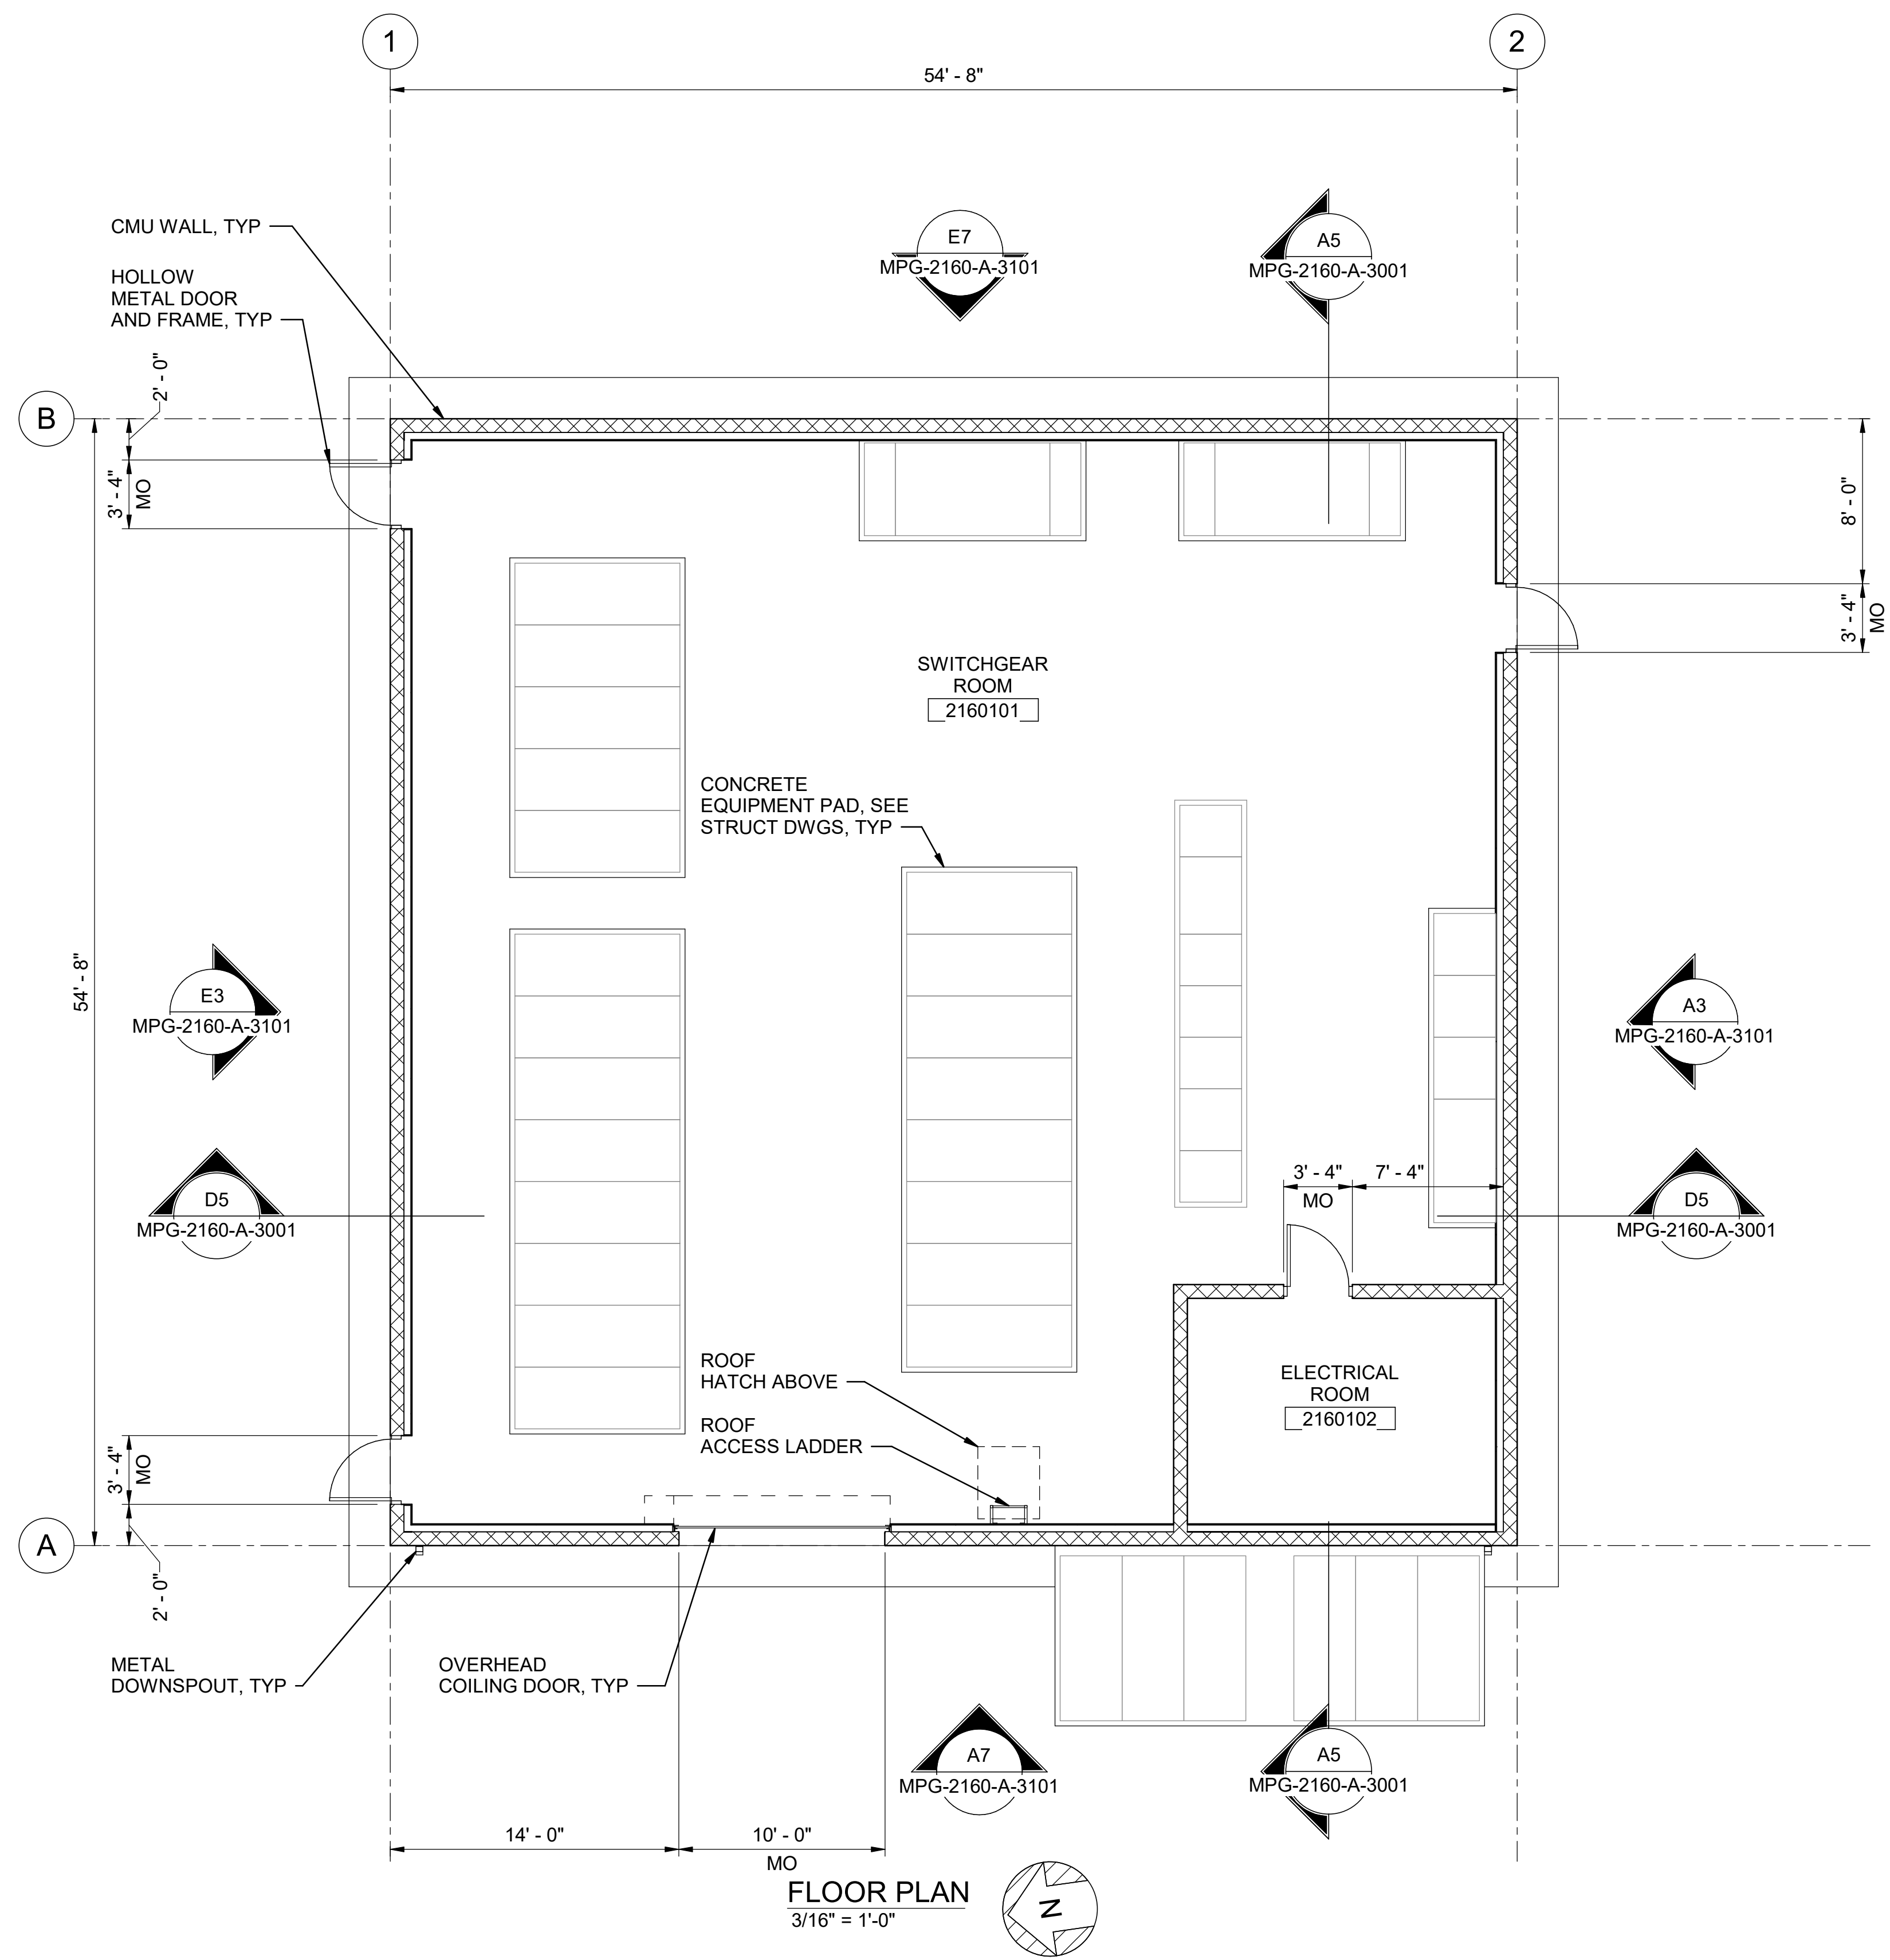 1
2
54' - 8"
CMU WALL, TYP
HOLLOW
METAL DOOR
AND FRAME, TYP
E7
MPG-2160-A-3101
A5
MPG-2160-A-3001
2' - 0"
B
3' - 4"
MO
8' - 0"
3' - 4"
MO
SWITCHGEAR
ROOM
2160101
CONCRETE
EQUIPMENT PAD, SEE
STRUCT DWGS, TYP
54' - 8"
E3
MPG-2160-A-3101
A3
MPG-2160-A-3101
D5
MPG-2160-A-3001
3' - 4"
MO
7' - 4"
D5
MPG-2160-A-3001
ROOF
HATCH ABOVE
ROOF
ACCESS LADDER
ELECTRICAL
ROOM
2160102
3' - 4"
MO
A
2' - 0"
METAL
DOWNSPOUT, TYP
OVERHEAD
COILING DOOR, TYP
A7
MPG-2160-A-3101
A5
MPG-2160-A-3001
14' - 0"
10' - 0"
MO
FLOOR PLAN
3/16" = 1'-0"
N